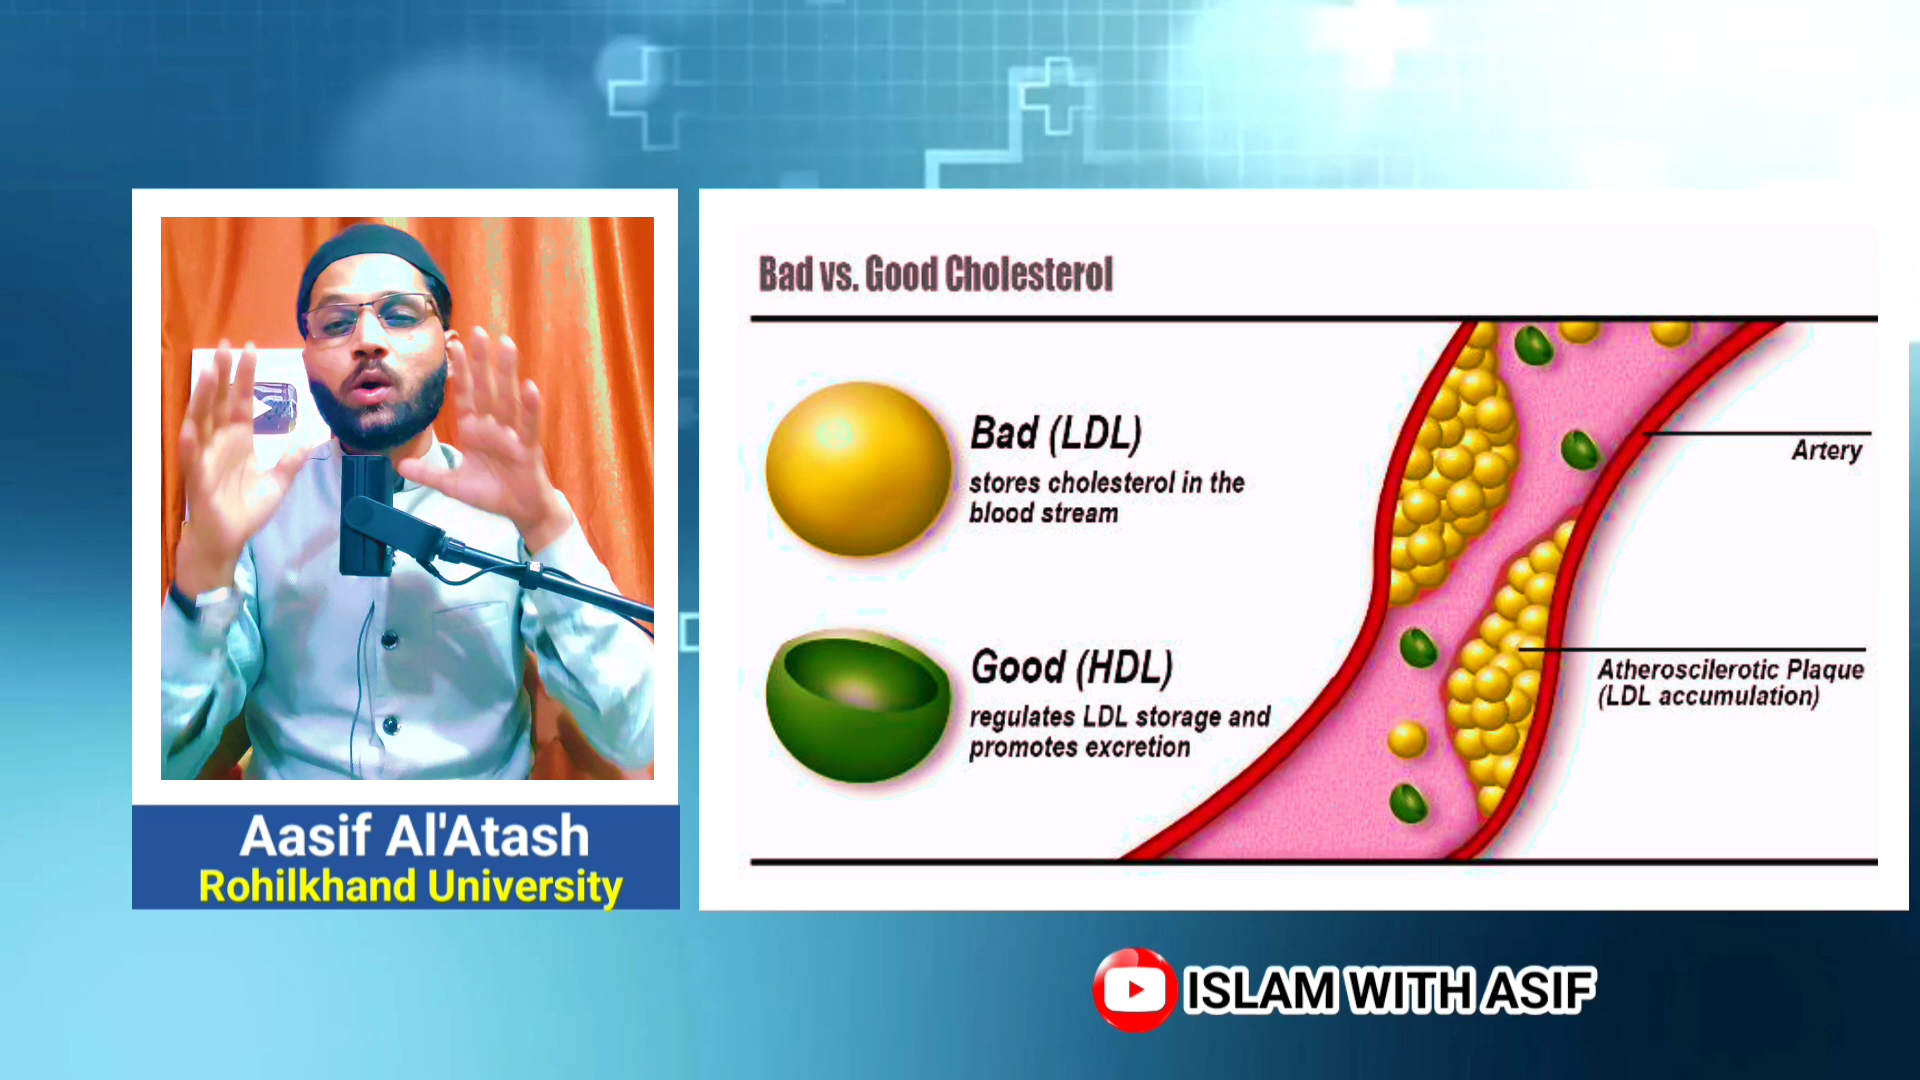 Bad vs. Good Cholesterol
Bad (LDL)
stores cholesterol in the
blood stream
Good (HDL)
regulates LDL storage and
promotes excretion
Artery
Atheroscilerotic Plaque
(LDL accumulation)
Aasif Al'Atash
Rohilkhand University
ISLAM WITH ASIF